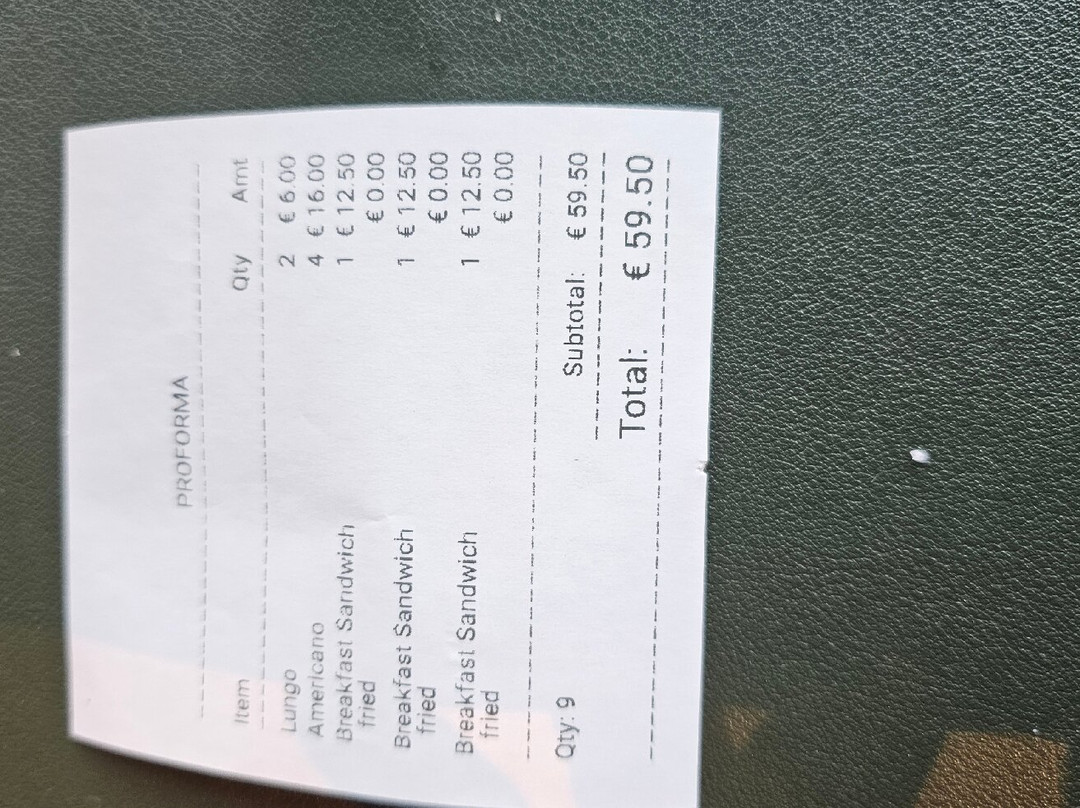 PROFORMA
Item Qty Amt
Lungo 2 € 6.00
Americano 4 € 16.00
Breakfast Sandwich 1 € 12.50
fried € 0.00
Breakfast Sandwich 1 € 12.50
fried € 0.00
Breakfast Sandwich 1 € 12.50
fried € 0.00
Qty: 9 Subtotal: € 59.50
Total: € 59.50